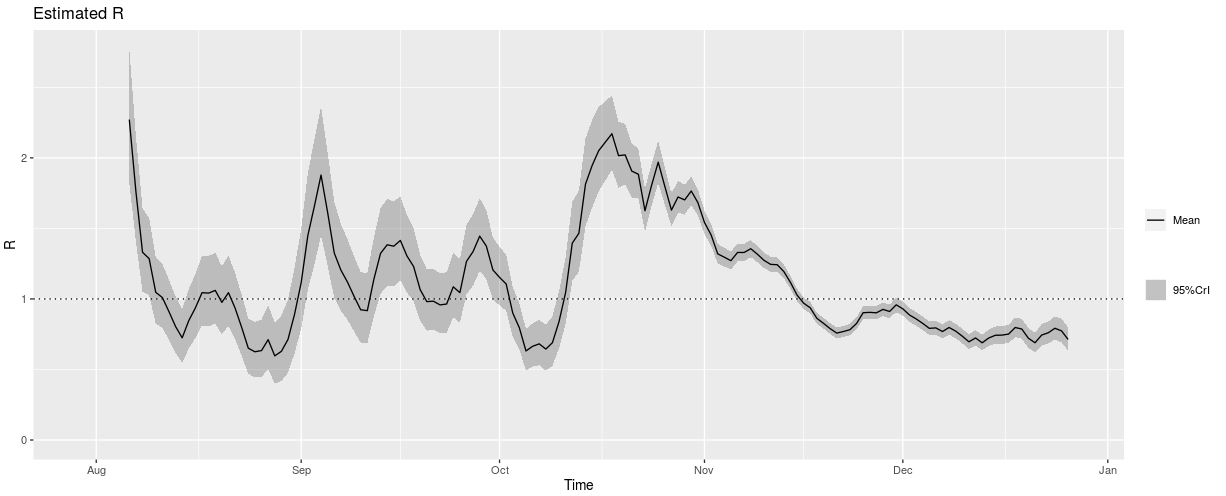 Estimated R
R
2
1
0
Aug
Sep
Oct
Nov
Dec
Jan
Time
Mean
95%CrI